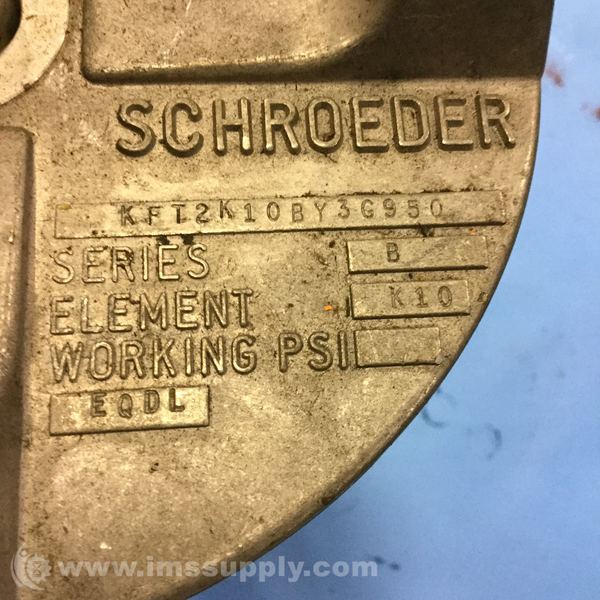 SCHROEDER
KFT2K10BY3G950
SERIES B
ELEMENT K10
WORKING PSI
EQDL
www.imssupply.com